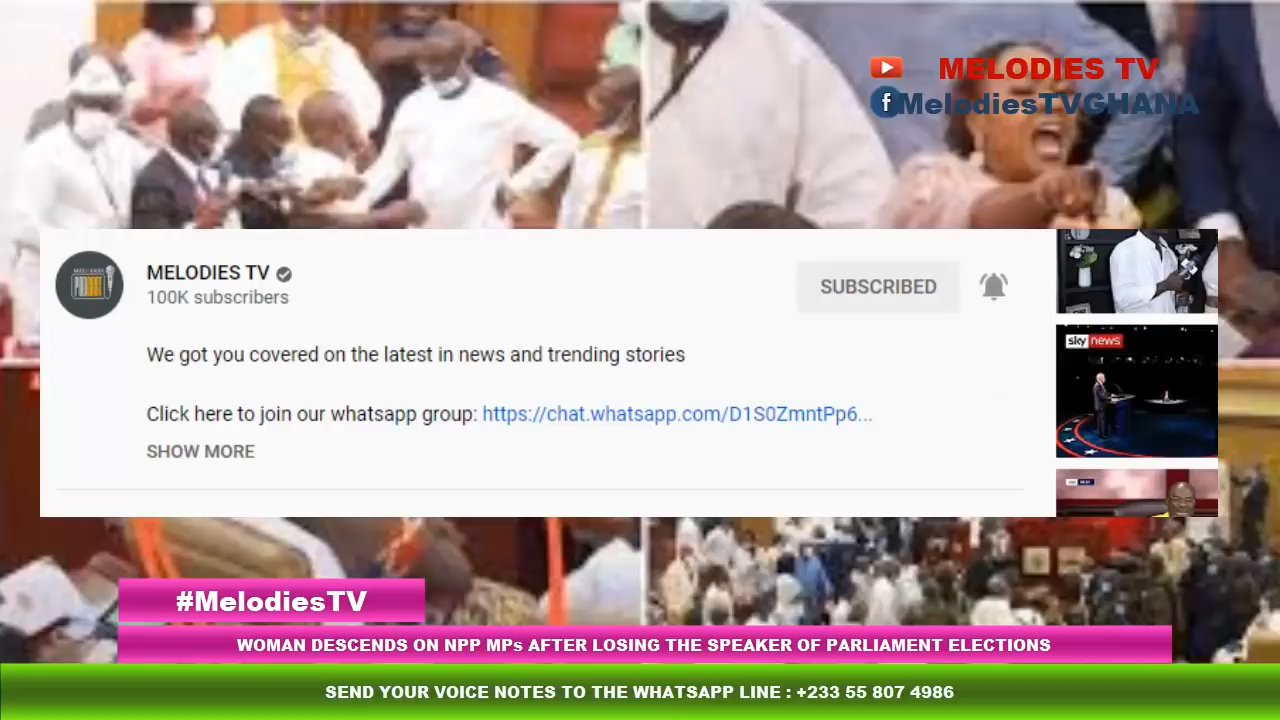 MELODIES TV
f MelodiesTVGHANA
MELODIES TV
100K subscribers
SUBSCRIBED
We got you covered on the latest in news and trending stories
Click here to join our whatsapp group: https://chat.whatsapp.com/D1S0ZmntPp6...
SHOW MORE
sky news
#MelodiesTV
WOMAN DESCENDS ON NPP MPs AFTER LOSING THE SPEAKER OF PARLIAMENT ELECTIONS
SEND YOUR VOICE NOTES TO THE WHATSAPP LINE : +233 55 807 4986